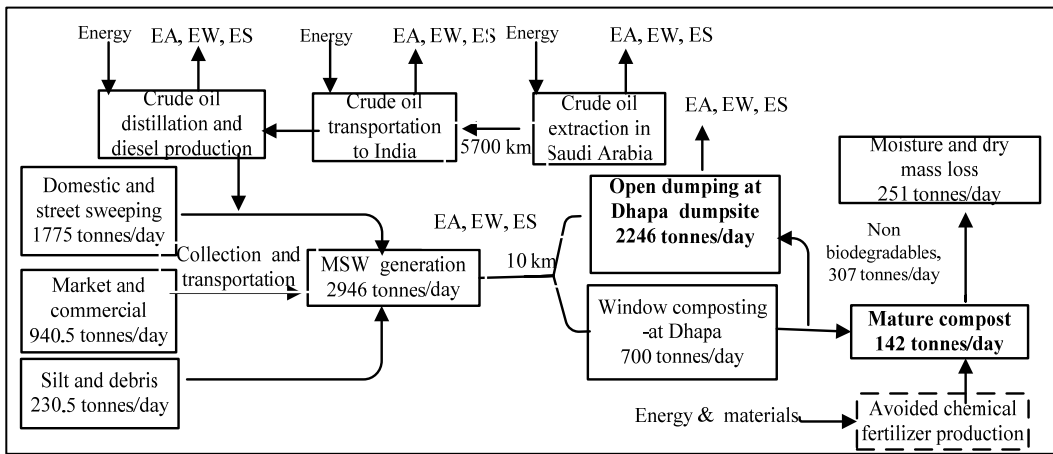 Energy
EA, EW, ES
Energy
EA, EW, ES
Energy
EA, EW, ES
Crude oil
distillation and
diesel production
Crude oil
transportation
to India
5700 km
Crude oil
extraction in
Saudi Arabia
EA, EW, ES
Moisture and dry
mass loss
251 tonnes/day
Domestic and
street sweeping
1775 tonnes/day
Open dumping at
Dhapa dumpsite
2246 tonnes/day
EA, EW, ES
Non
biodegradables,
307 tonnes/day
Collection and
transportation
MSW generation
2946 tonnes/day
10 km
Market and
commercial
940.5 tonnes/day
Window composting
-at Dhapa
700 tonnes/day
Mature compost
142 tonnes/day
Silt and debris
230.5 tonnes/day
Energy & materials
Avoided chemical
fertilizer production